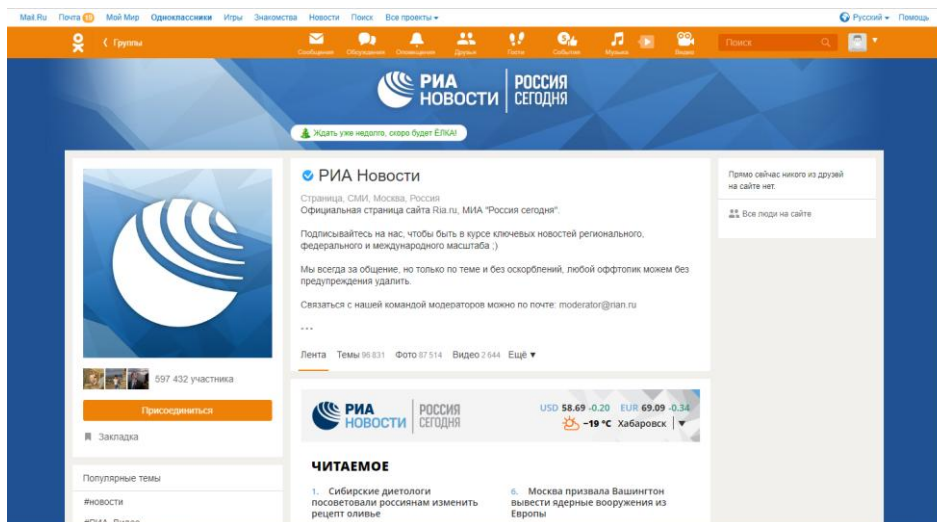 Mail.Ru Почта Мой Мир Одноклассники Игры Знакомства Новости Поиск Все проекты Русский Помощь
Группы
Сообщения Обсуждения Оповещения Друзья Гости События Музыка Видео
Поиск
РИА НОВОСТИ
РОССИЯ СЕГОДНЯ
Ждать уже недолго, скоро будет ЁЛКА!
РИА Новости
Страница, СМИ, Москва, Россия
Официальная страница сайта Ria.ru, МИА "Россия сегодня".
Подписывайтесь на нас, чтобы быть в курсе ключевых новостей регионального,
федерального и международного масштаба ;)
Мы всегда за общение, но только по теме и без оскорблений, любой оффтопик можем без
предупреждения удалить.
Связаться с нашей командой модераторов можно по почте: moderator@rian.ru
...
Лента Темы 96 831 Фото 87 514 Видео 2 644 Ещё
Прямо сейчас никого из друзей
на сайте нет.
Все люди на сайте
597 432 участника
Присоединиться
Закладка
Популярные темы
#новости
#РИА_Видео
РИА НОВОСТИ
РОССИЯ СЕГОДНЯ
USD 58.69 -0.20 EUR 69.09 -0.34
-19 °C Хабаровск
ЧИТАЕМОЕ
1. Сибирские диетологи
посоветовали россиянам изменить
рецепт оливье
6. Москва призвала Вашингтон
вывести ядерные вооружения из
Европы